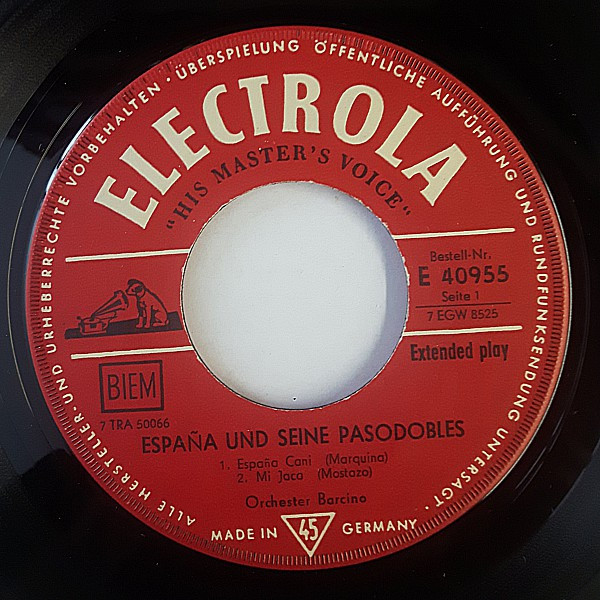 ALLE HERSTELLER- UND URHEBERRECHTE VORBEHALTEN · ÜBERSPIELUNG ÖFFENTLICHE AUFFÜHRUNG UND RUNDFUNKSENDUNG UNTERSAGT ·
ELECTROLA
"HIS MASTER'S VOICE"
Bestell-Nr.
E 40955
Seite 1
7 EGW 8525
Extended play
BIEM
7 TRA 50066
ESPAÑA UND SEINE PASODOBLES
1. España Cani (Marquina)
2. Mi Jaca (Mostazo)
Orchester Barcino
MADE IN 45 GERMANY